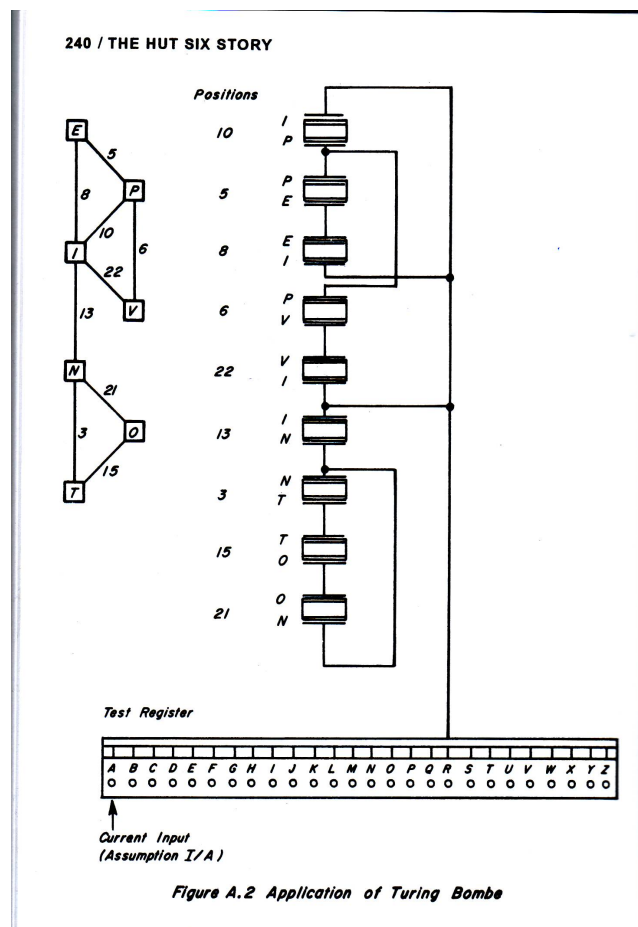 240 / THE HUT SIX STORY
Positions
E
5
P
8
10
I
6
22
V
13
N
21
O
3
15
T
10 I P
5 P E
8 E I
6 P V
22 V I
13 I N
3 N T
15 T O
21 O N
Test Register
A B C D E F G H I J K L M N O P Q R S T U V W X Y Z
Current Input
(Assumption I/A)
Figure A.2 Application of Turing Bombe